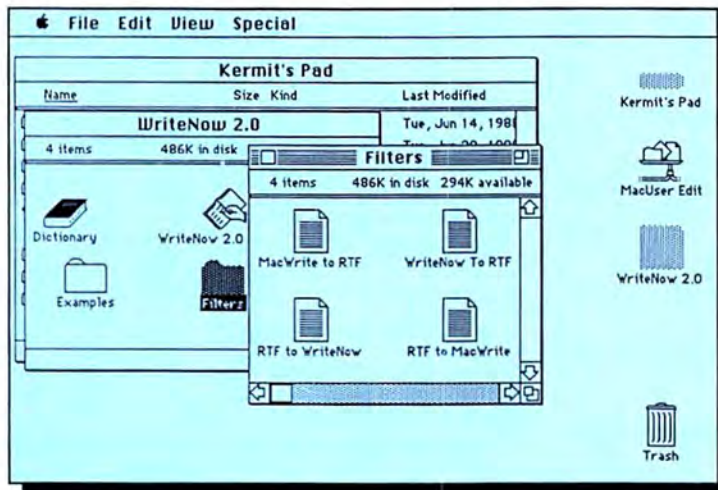 File Edit View Special
Kermit's Pad
Name Size Kind Last Modified
Tue, Jun 14, 198
WriteNow 2.0
4 items 486K in disk
Dictionary
WriteNow 2.0
Examples
Filters
Filters
4 items 486K in disk 294K available
MacWrite to RTF
WriteNow To RTF
RTF to WriteNow
RTF to MacWrite
Kermit's Pad
MacUser Edit
WriteNow 2.0
Trash